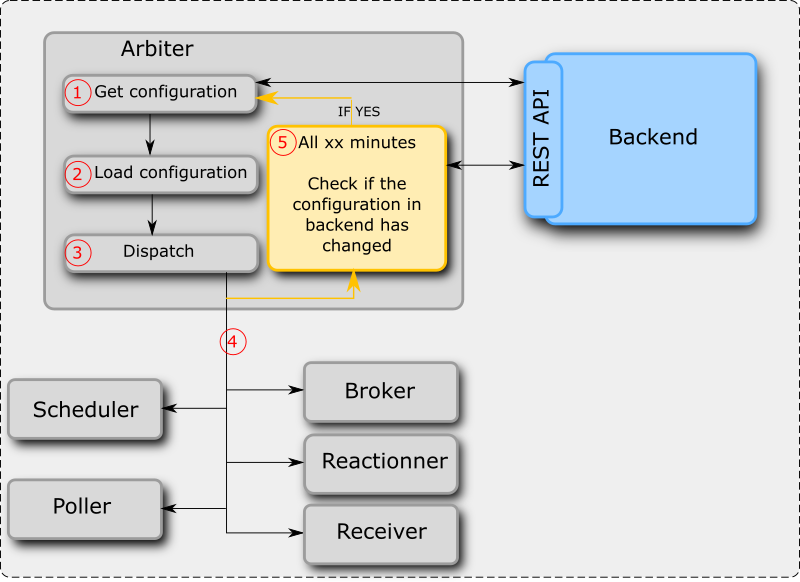 Arbiter
1 Get configuration
IF YES
2 Load configuration
3 Dispatch
5 All xx minutes
Check if the
configuration in
backend has
changed
REST API
Backend
4
Scheduler
Broker
Reactionner
Poller
Receiver